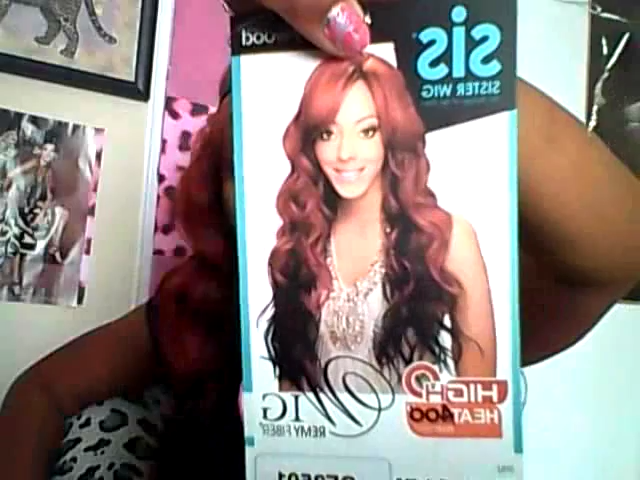 sis
SISTER WIG
WIG
REMY FIBER
HIGH
HEAT 400